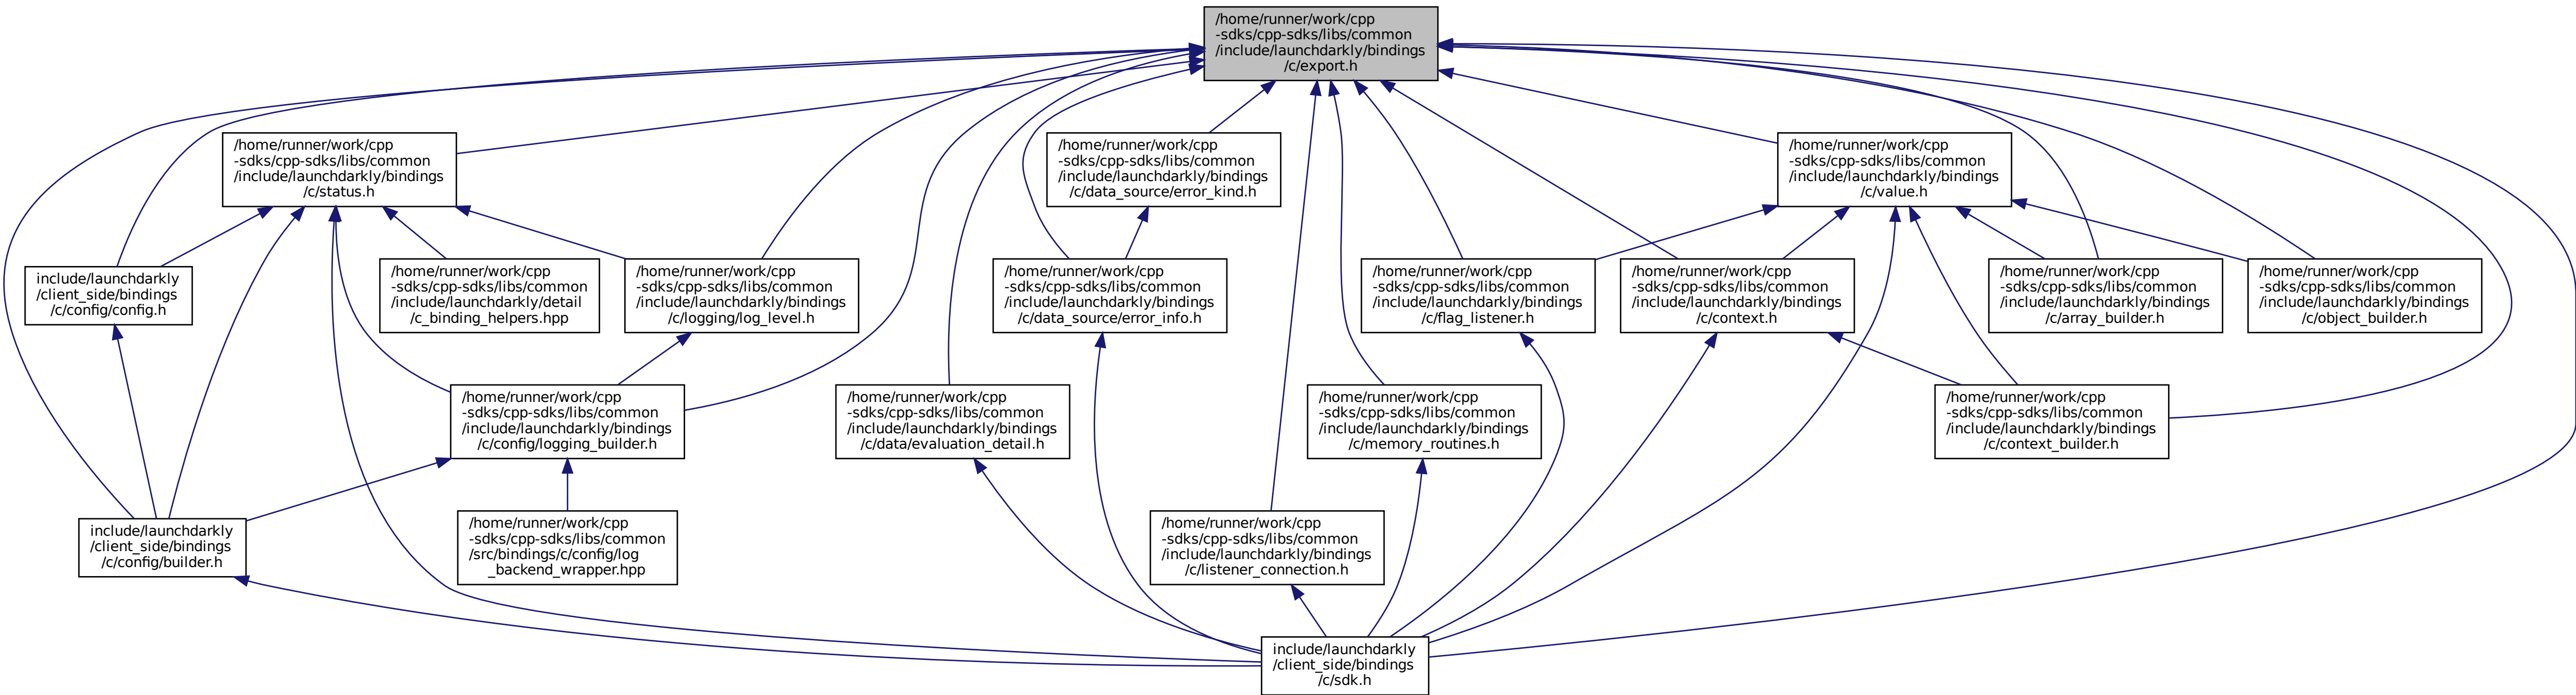 /home/runner/work/cpp
-sdks/cpp-sdks/libs/common
/include/launchdarkly/bindings
/c/export.h
/home/runner/work/cpp
-sdks/cpp-sdks/libs/common
/include/launchdarkly/bindings
/c/status.h
/home/runner/work/cpp
-sdks/cpp-sdks/libs/common
/include/launchdarkly/bindings
/c/data_source/error_kind.h
/home/runner/work/cpp
-sdks/cpp-sdks/libs/common
/include/launchdarkly/bindings
/c/value.h
include/launchdarkly
/client_side/bindings
/c/config/config.h
/home/runner/work/cpp
-sdks/cpp-sdks/libs/common
/include/launchdarkly/detail
/c_binding_helpers.hpp
/home/runner/work/cpp
-sdks/cpp-sdks/libs/common
/include/launchdarkly/bindings
/c/logging/log_level.h
/home/runner/work/cpp
-sdks/cpp-sdks/libs/common
/include/launchdarkly/bindings
/c/data_source/error_info.h
/home/runner/work/cpp
-sdks/cpp-sdks/libs/common
/include/launchdarkly/bindings
/c/flag_listener.h
/home/runner/work/cpp
-sdks/cpp-sdks/libs/common
/include/launchdarkly/bindings
/c/context.h
/home/runner/work/cpp
-sdks/cpp-sdks/libs/common
/include/launchdarkly/bindings
/c/array_builder.h
/home/runner/work/cpp
-sdks/cpp-sdks/libs/common
/include/launchdarkly/bindings
/c/object_builder.h
/home/runner/work/cpp
-sdks/cpp-sdks/libs/common
/include/launchdarkly/bindings
/c/config/logging_builder.h
/home/runner/work/cpp
-sdks/cpp-sdks/libs/common
/include/launchdarkly/bindings
/c/data/evaluation_detail.h
/home/runner/work/cpp
-sdks/cpp-sdks/libs/common
/include/launchdarkly/bindings
/c/memory_routines.h
/home/runner/work/cpp
-sdks/cpp-sdks/libs/common
/include/launchdarkly/bindings
/c/context_builder.h
include/launchdarkly
/client_side/bindings
/c/config/builder.h
/home/runner/work/cpp
-sdks/cpp-sdks/libs/common
/src/bindings/c/config/log
_backend_wrapper.hpp
/home/runner/work/cpp
-sdks/cpp-sdks/libs/common
/include/launchdarkly/bindings
/c/listener_connection.h
include/launchdarkly
/client_side/bindings
/c/sdk.h